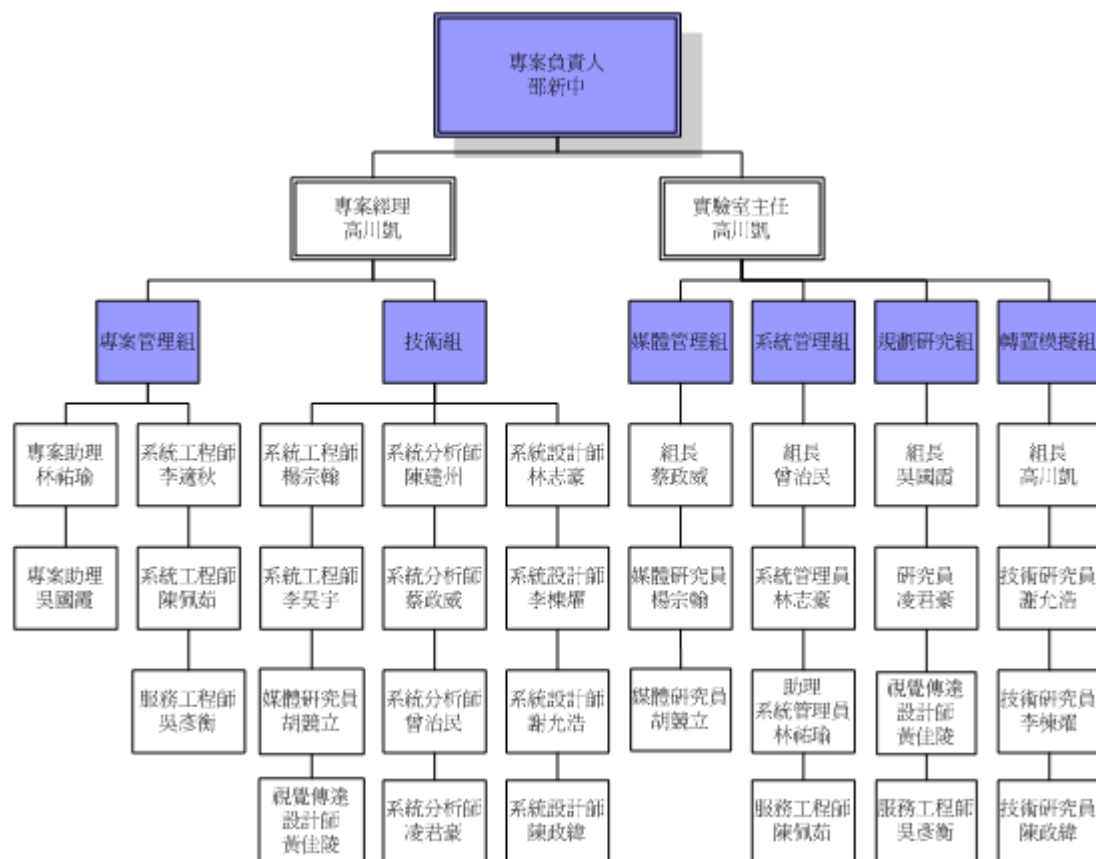 專案負責人
邵新中
專案經理
高川凱
實驗室主任
高川凱
專案管理組
技術組
媒體管理組
系統管理組
規劃研究組
轉置模擬組
專案助理
林祐瑜
系統工程師
李適秋
系統工程師
楊宗翰
系統分析師
陳建州
系統設計師
林志豪
組長
蔡政威
組長
曾治民
組長
吳國霞
組長
高川凱
專案助理
吳國霞
系統工程師
陳佩茹
系統工程師
李昊宇
系統分析師
蔡政威
系統設計師
李棟燿
媒體研究員
楊宗翰
系統管理員
林志豪
研究員
凌君豪
技術研究員
謝允浩
服務工程師
吳彥衡
媒體研究員
胡競立
系統分析師
曾治民
系統設計師
謝允浩
媒體研究員
胡競立
助理
系統管理員
林祐瑜
視覺傳達
設計師
黃佳陵
技術研究員
李棟燿
視覺傳達
設計師
黃佳陵
系統分析師
凌君豪
系統設計師
陳政緯
服務工程師
陳佩茹
服務工程師
吳彥衡
技術研究員
陳政緯